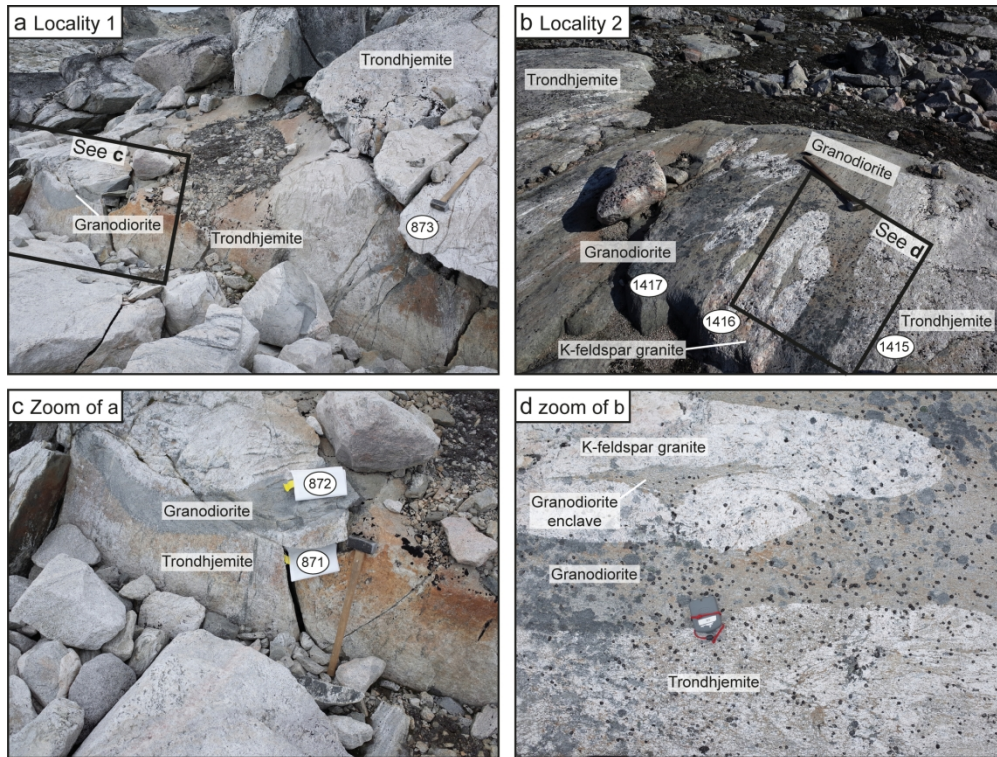 a Locality 1
Trondhjemite
See c
Granodiorite
Trondhjemite
873
b Locality 2
Trondhjemite
Granodiorite
Granodiorite
See d
1417
1416
Trondhjemite
K-feldspar granite
1415
c Zoom of a
872
Granodiorite
Trondhjemite
871
d zoom of b
K-feldspar granite
Granodiorite
enclave
Granodiorite
Trondhjemite